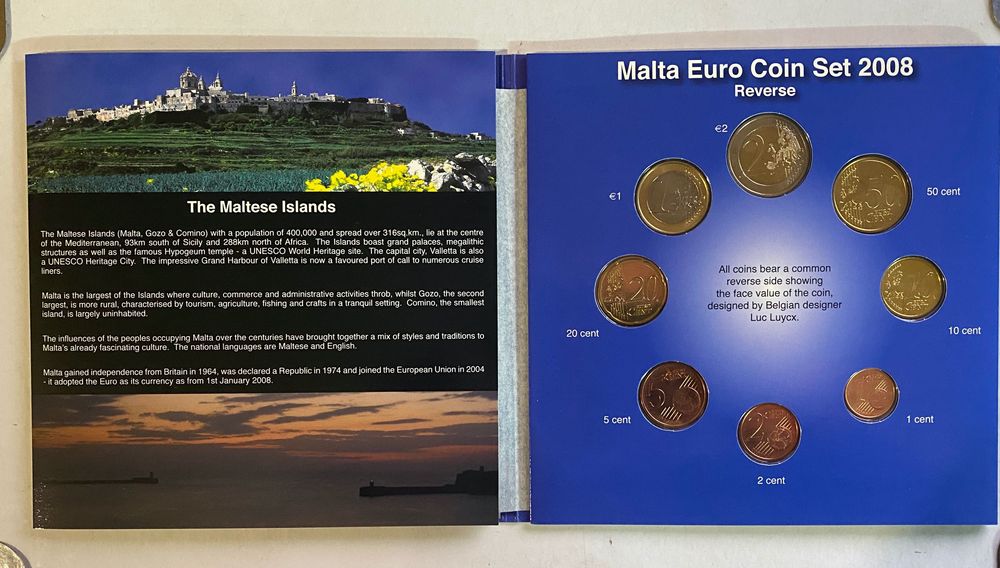 The Maltese Islands
The Maltese Islands (Malta, Gozo & Comino) with a population of 400,000 and spread over 316sq.km., lie at the centre
of the Mediterranean, 93km south of Sicily and 288km north of Africa. The Islands boast grand palaces, megalithic
structures as well as the famous Hypogeum temple - a UNESCO World Heritage site. The capital city, Valletta is also
a UNESCO Heritage City. The impressive Grand Harbour of Valletta is now a favoured port of call to numerous cruise
liners.
Malta is the largest of the Islands where culture, commerce and administrative activities throb, whilst Gozo, the second
largest, is more rural, characterised by tourism, agriculture, fishing and crafts in a tranquil setting. Comino, the smallest
island, is largely uninhabited.
The influences of the peoples occupying Malta over the centuries have brought together a mix of styles and traditions to
Malta's already fascinating culture. The national languages are Maltese and English.
Malta gained independence from Britain in 1964, was declared a Republic in 1974 and joined the European Union in 2004
- it adopted the Euro as its currency as from 1st January 2008.
Malta Euro Coin Set 2008
Reverse
€2
2
€1
1
50
50 cent
20
20 cent
All coins bear a common
reverse side showing
the face value of the coin,
designed by Belgian designer
Luc Luycx.
10
10 cent
5
5 cent
2
2 cent
1
1 cent